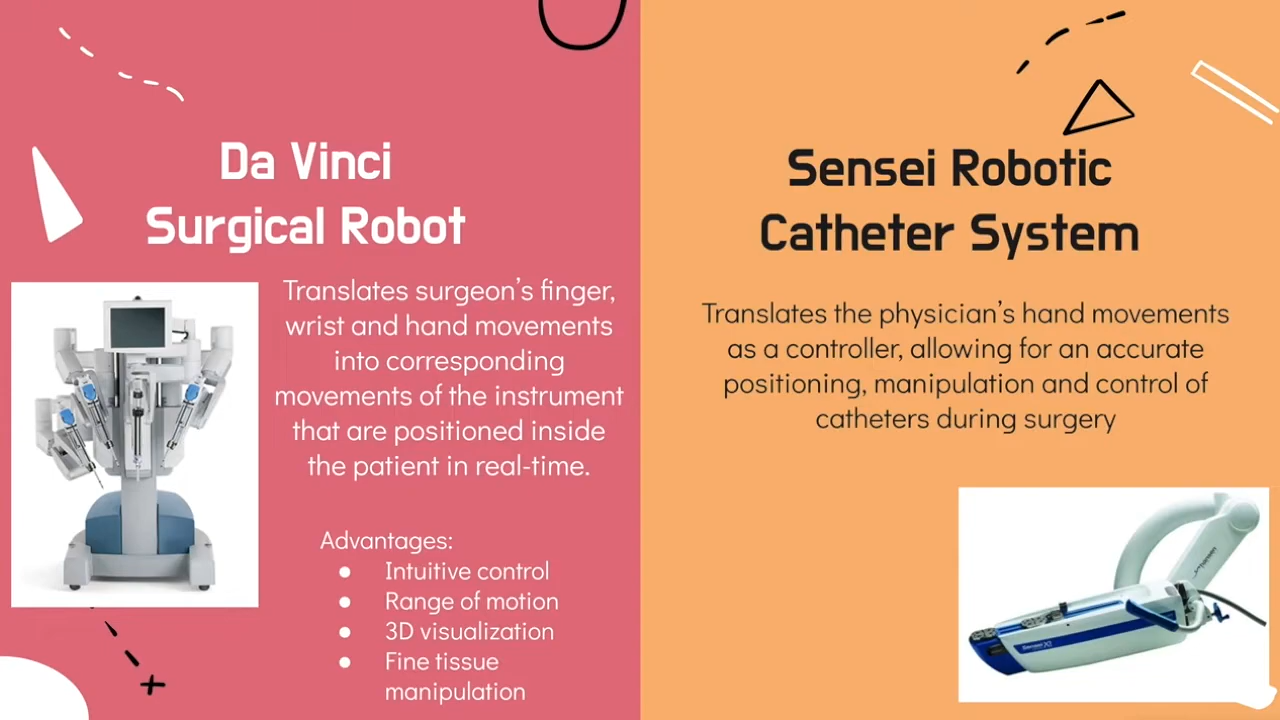 Da Vinci
Surgical Robot
Translates surgeon's finger,
wrist and hand movements
into corresponding
movements of the instrument
that are positioned inside
the patient in real-time.
Advantages:
● Intuitive control
● Range of motion
● 3D visualization
● Fine tissue
manipulation
Sensei Robotic
Catheter System
Translates the physician's hand movements
as a controller, allowing for an accurate
positioning, manipulation and control of
catheters during surgery
Hansen
Sensei